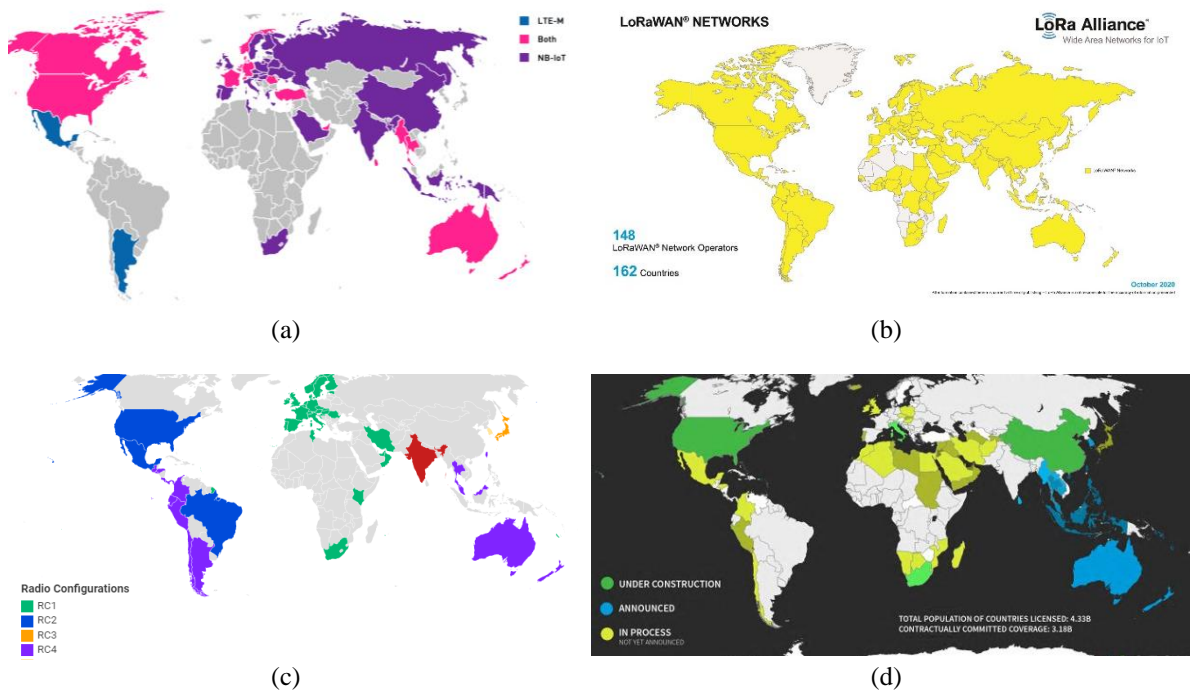 LTE-M
Both
NB-IoT
(a)
LoRaWAN® NETWORKS
LoRa Alliance
Wide Area Networks for IoT
LoRaWAN® Networks
148
LoRaWAN® Network Operators
162 Countries
October 2020
(b)
Radio Configurations
RC1
RC2
RC3
RC4
(c)
UNDER CONSTRUCTION
ANNOUNCED
IN PROCESS
NOT YET ANNOUNCED
TOTAL POPULATION OF COUNTRIES LICENSED: 4.33B
CONTRACTUALLY COMMITTED COVERAGE: 3.18B
(d)